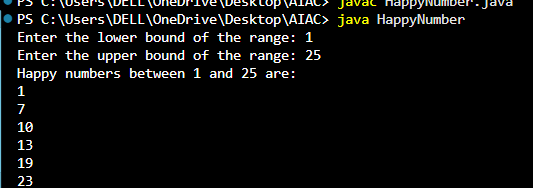 PS C:\Users\DELL\OneDrive\Desktop\AIAC> javac HappyNumber.java
PS C:\Users\DELL\OneDrive\Desktop\AIAC> java HappyNumber
Enter the lower bound of the range: 1
Enter the upper bound of the range: 25
Happy numbers between 1 and 25 are:
1
7
10
13
19
23